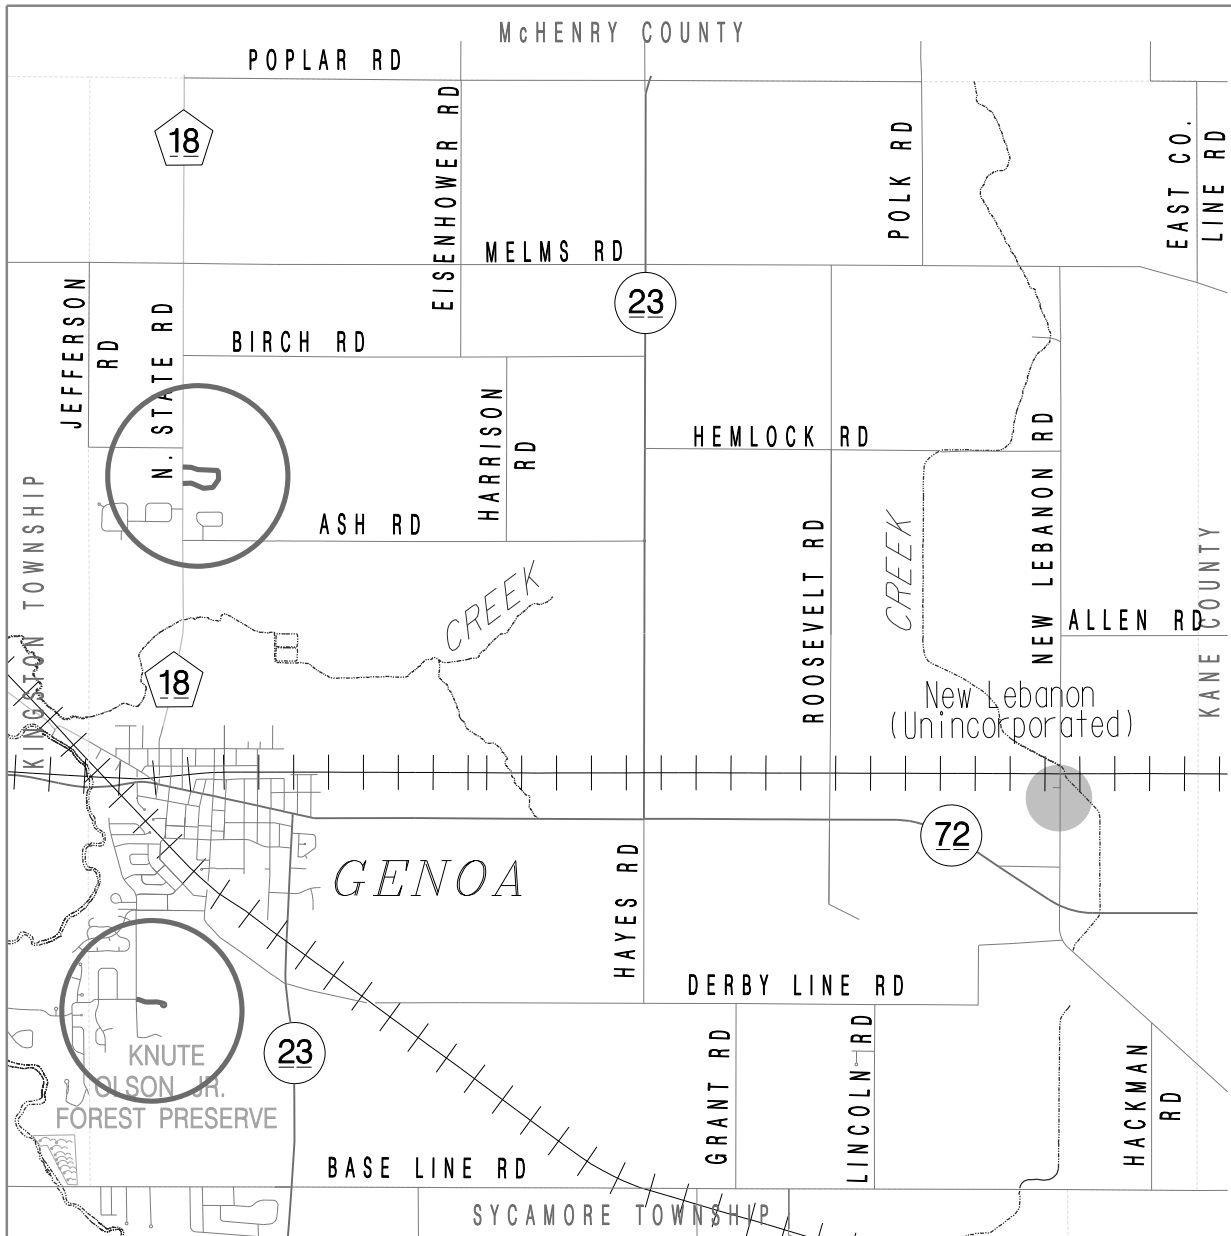 McHENRY COUNTY
POPLAR RD
18
EISENHOWER RD
POLK RD
EAST CO.
LINE RD
MELMS RD
23
JEFFERSON
RD
N. STATE RD
BIRCH RD
HARRISON
RD
HEMLOCK RD
NEW LEBANON RD
KINGSTON TOWNSHIP
ASH RD
CREEK
ROOSEVELT RD
CREEK
ALLEN RD
KANE COUNTY
18
New Lebanon
(Unincorporated)
72
GENOA
HAYES RD
DERBY LINE RD
23
KNUTE
OLSON JR.
FOREST PRESERVE
GRANT RD
LINCOLN RD
HACKMAN
RD
BASE LINE RD
SYCAMORE TOWNSHIP